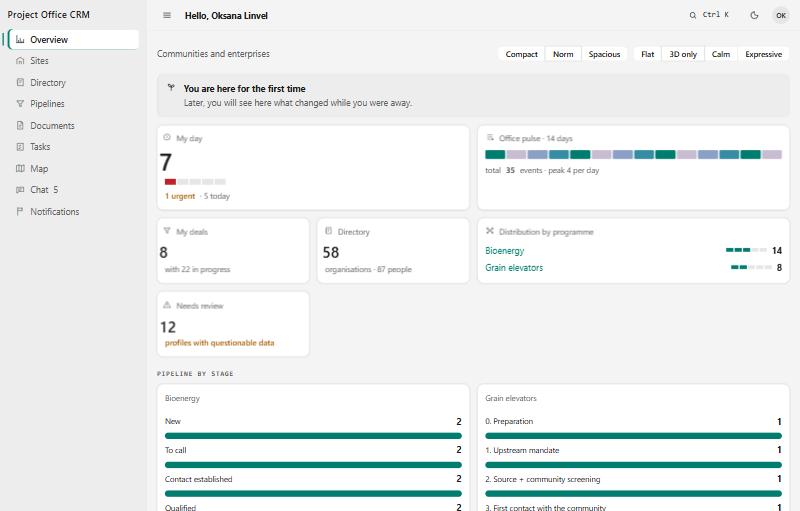 Project Office CRM
Hello, Oksana Linvel
Ctrl K
OK
Overview
Sites
Directory
Pipelines
Documents
Tasks
Map
Chat 5
Notifications
Communities and enterprises
Compact Norm Spacious
Flat 3D only Calm Expressive
You are here for the first time
Later, you will see here what changed while you were away.
My day
7
1 urgent · 5 today
Office pulse · 14 days
total 35 events · peak 4 per day
My deals
8
with 22 in progress
Directory
58
organisations · 87 people
Distribution by programme
Bioenergy 14
Grain elevators 8
Needs review
12
profiles with questionable data
PIPELINE BY STAGE
Bioenergy
New 2
To call 2
Contact established 2
Qualified 2
Grain elevators
0. Preparation 1
1. Upstream mandate 1
2. Source + community screening 1
3. First contact with the community 1